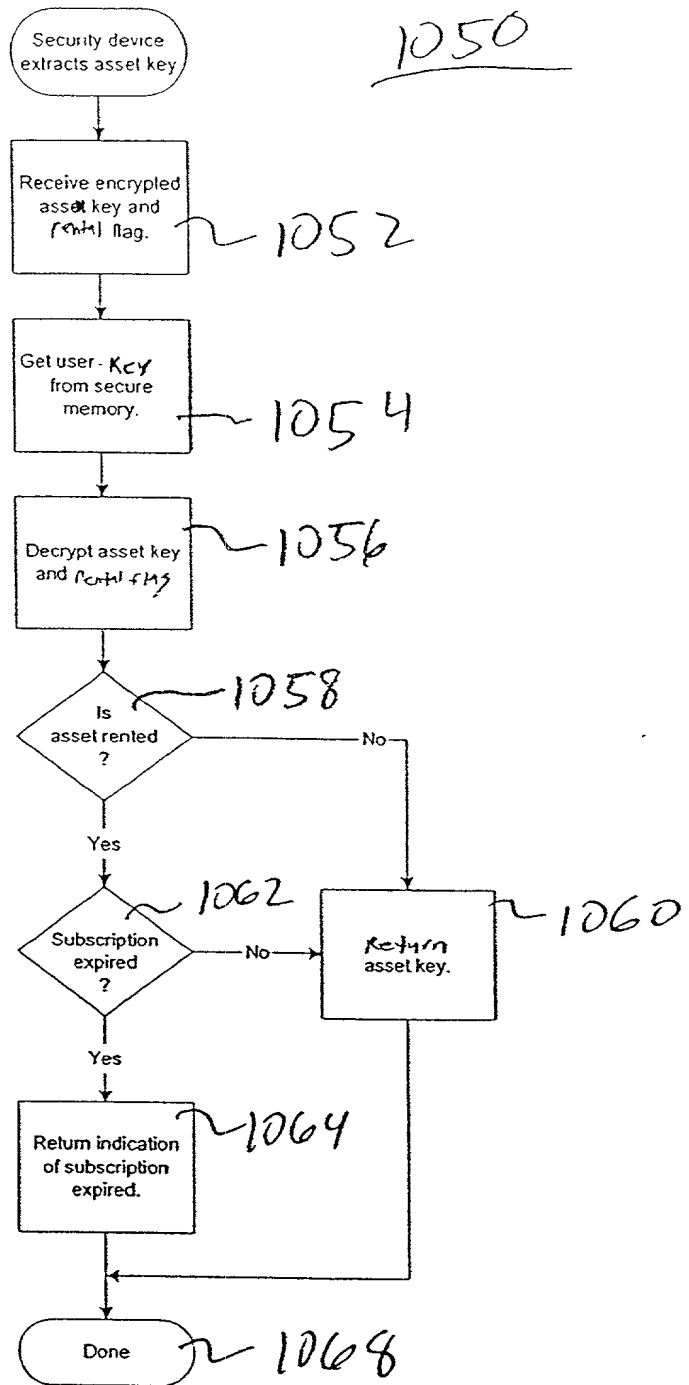 Security device
extracts asset key
1050
Receive encrypted
asset key and
rental flag.
1052
Get user- Key
from secure
memory.
1054
Decrypt asset key
and rental flag
1056
Is
asset rented
?
1058
No
Yes
Subscription
expired
?
1062
No
Return
asset key.
1060
Yes
Return indication
of subscription
expired.
1064
Done
1068